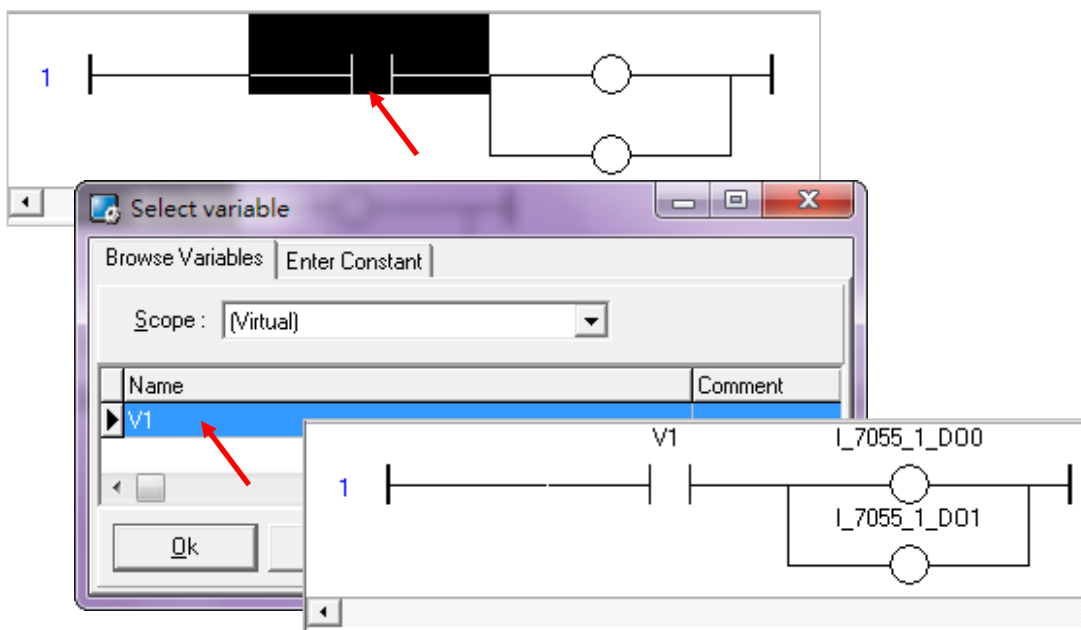 1
Select variable
Browse Variables
Enter Constant
Scope : (Virtual)
Name Comment
V1
Ok
V1 I_7055_1_DO0
1
I_7055_1_DO1